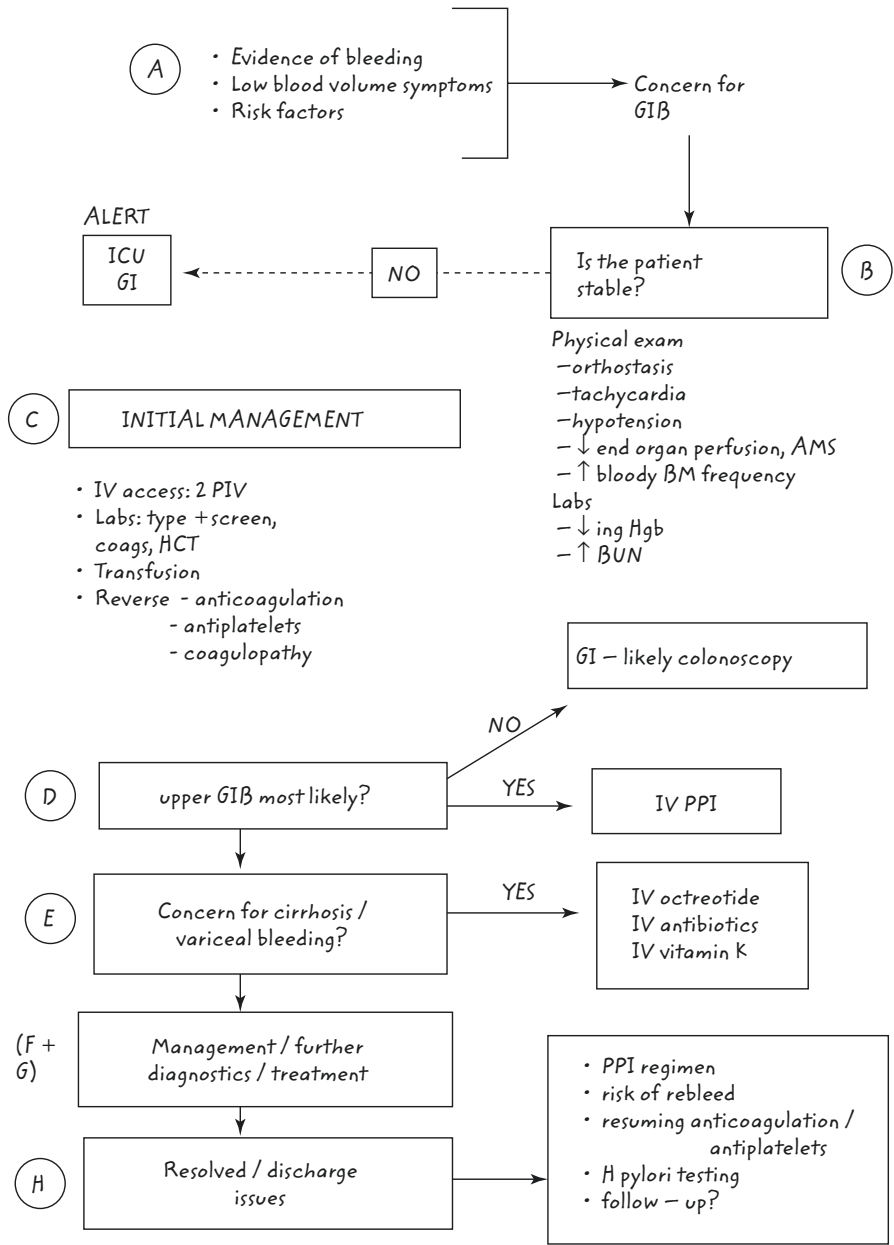 A
• Evidence of bleeding
• Low blood volume symptoms
• Risk factors
Concern for
GIB
ALERT
ICU
GI
NO
Is the patient
stable?
B
Physical exam
– orthostasis
– tachycardia
– hypotension
– ↓ end organ perfusion, AMS
– ↑ bloody BM frequency
Labs
– ↓ ing Hgb
– ↑ BUN
C
INITIAL MANAGEMENT
• IV access: 2 PIV
• Labs: type + screen,
coags, HCT
• Transfusion
• Reverse - anticoagulation
- antiplatelets
- coagulopathy
GI – likely colonoscopy
NO
D
upper GIB most likely?
YES
IV PPI
E
Concern for cirrhosis /
variceal bleeding?
YES
IV octreotide
IV antibiotics
IV vitamin K
(F +
G)
Management / further
diagnostics / treatment
H
Resolved / discharge
issues
• PPI regimen
• risk of rebleed
• resuming anticoagulation /
antiplatelets
• H pylori testing
• follow – up?